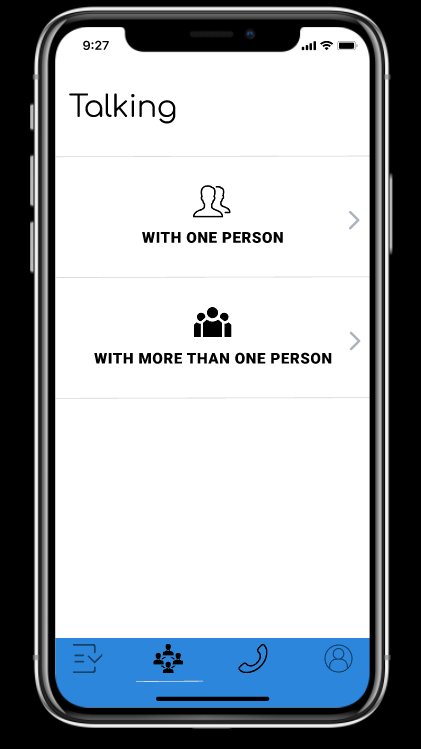 9:27
Talking
WITH ONE PERSON
WITH MORE THAN ONE PERSON